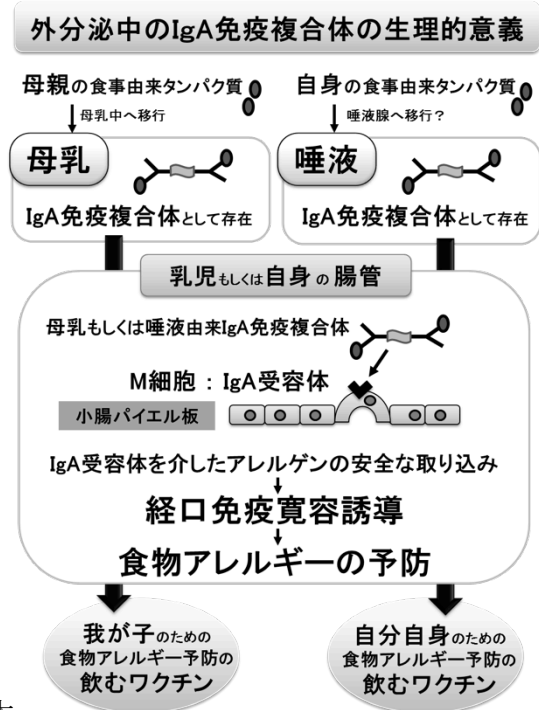 外分泌中のIgA免疫複合体の生理的意義
母親の食事由来タンパク質
母乳中へ移行
母乳
IgA免疫複合体として存在
自身の食事由来タンパク質
唾液腺へ移行？
唾液
IgA免疫複合体として存在
乳児もしくは自身の腸管
母乳もしくは唾液由来IgA免疫複合体
M細胞：IgA受容体
小腸パイエル板
IgA受容体を介したアレルゲンの安全な取り込み
経口免疫寛容誘導
食物アレルギーの予防
我が子のための
食物アレルギー予防の
飲むワクチン
自分自身のための
食物アレルギー予防の
飲むワクチン